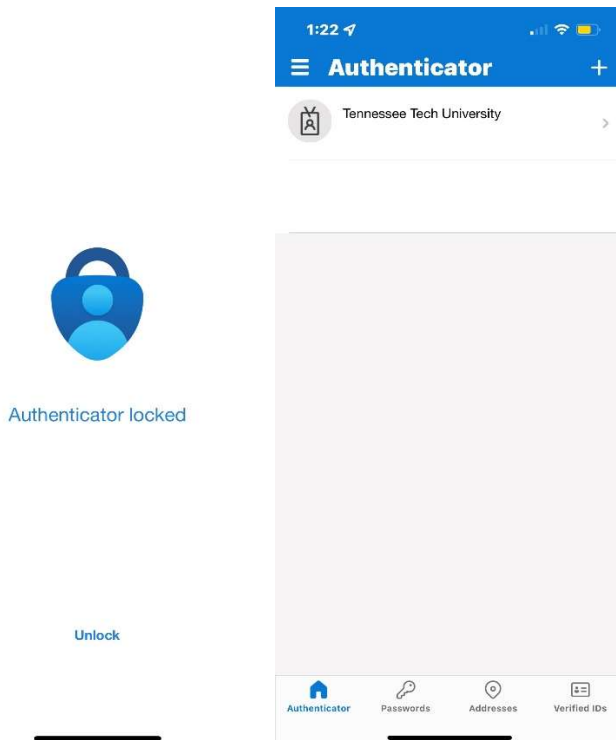 Authenticator locked
Unlock
1:22
Authenticator
Tennessee Tech University
Authenticator
Passwords
Addresses
Verified IDs